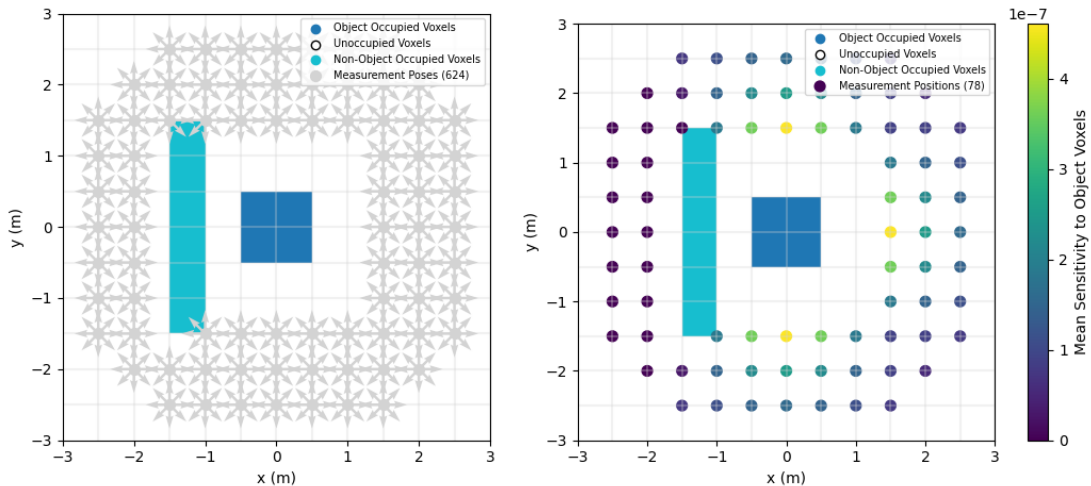 Object Occupied Voxels
Unoccupied Voxels
Non-Object Occupied Voxels
Measurement Poses (624)
3
2
1
0
−1
−2
−3
y (m)
−3 −2 −1 0 1 2 3
x (m)
Object Occupied Voxels
Unoccupied Voxels
Non-Object Occupied Voxels
Measurement Positions (78)
3
2
1
0
−1
−2
−3
y (m)
−3 −2 −1 0 1 2 3
x (m)
1e−7
4
3
2
1
0
Mean Sensitivity to Object Voxels